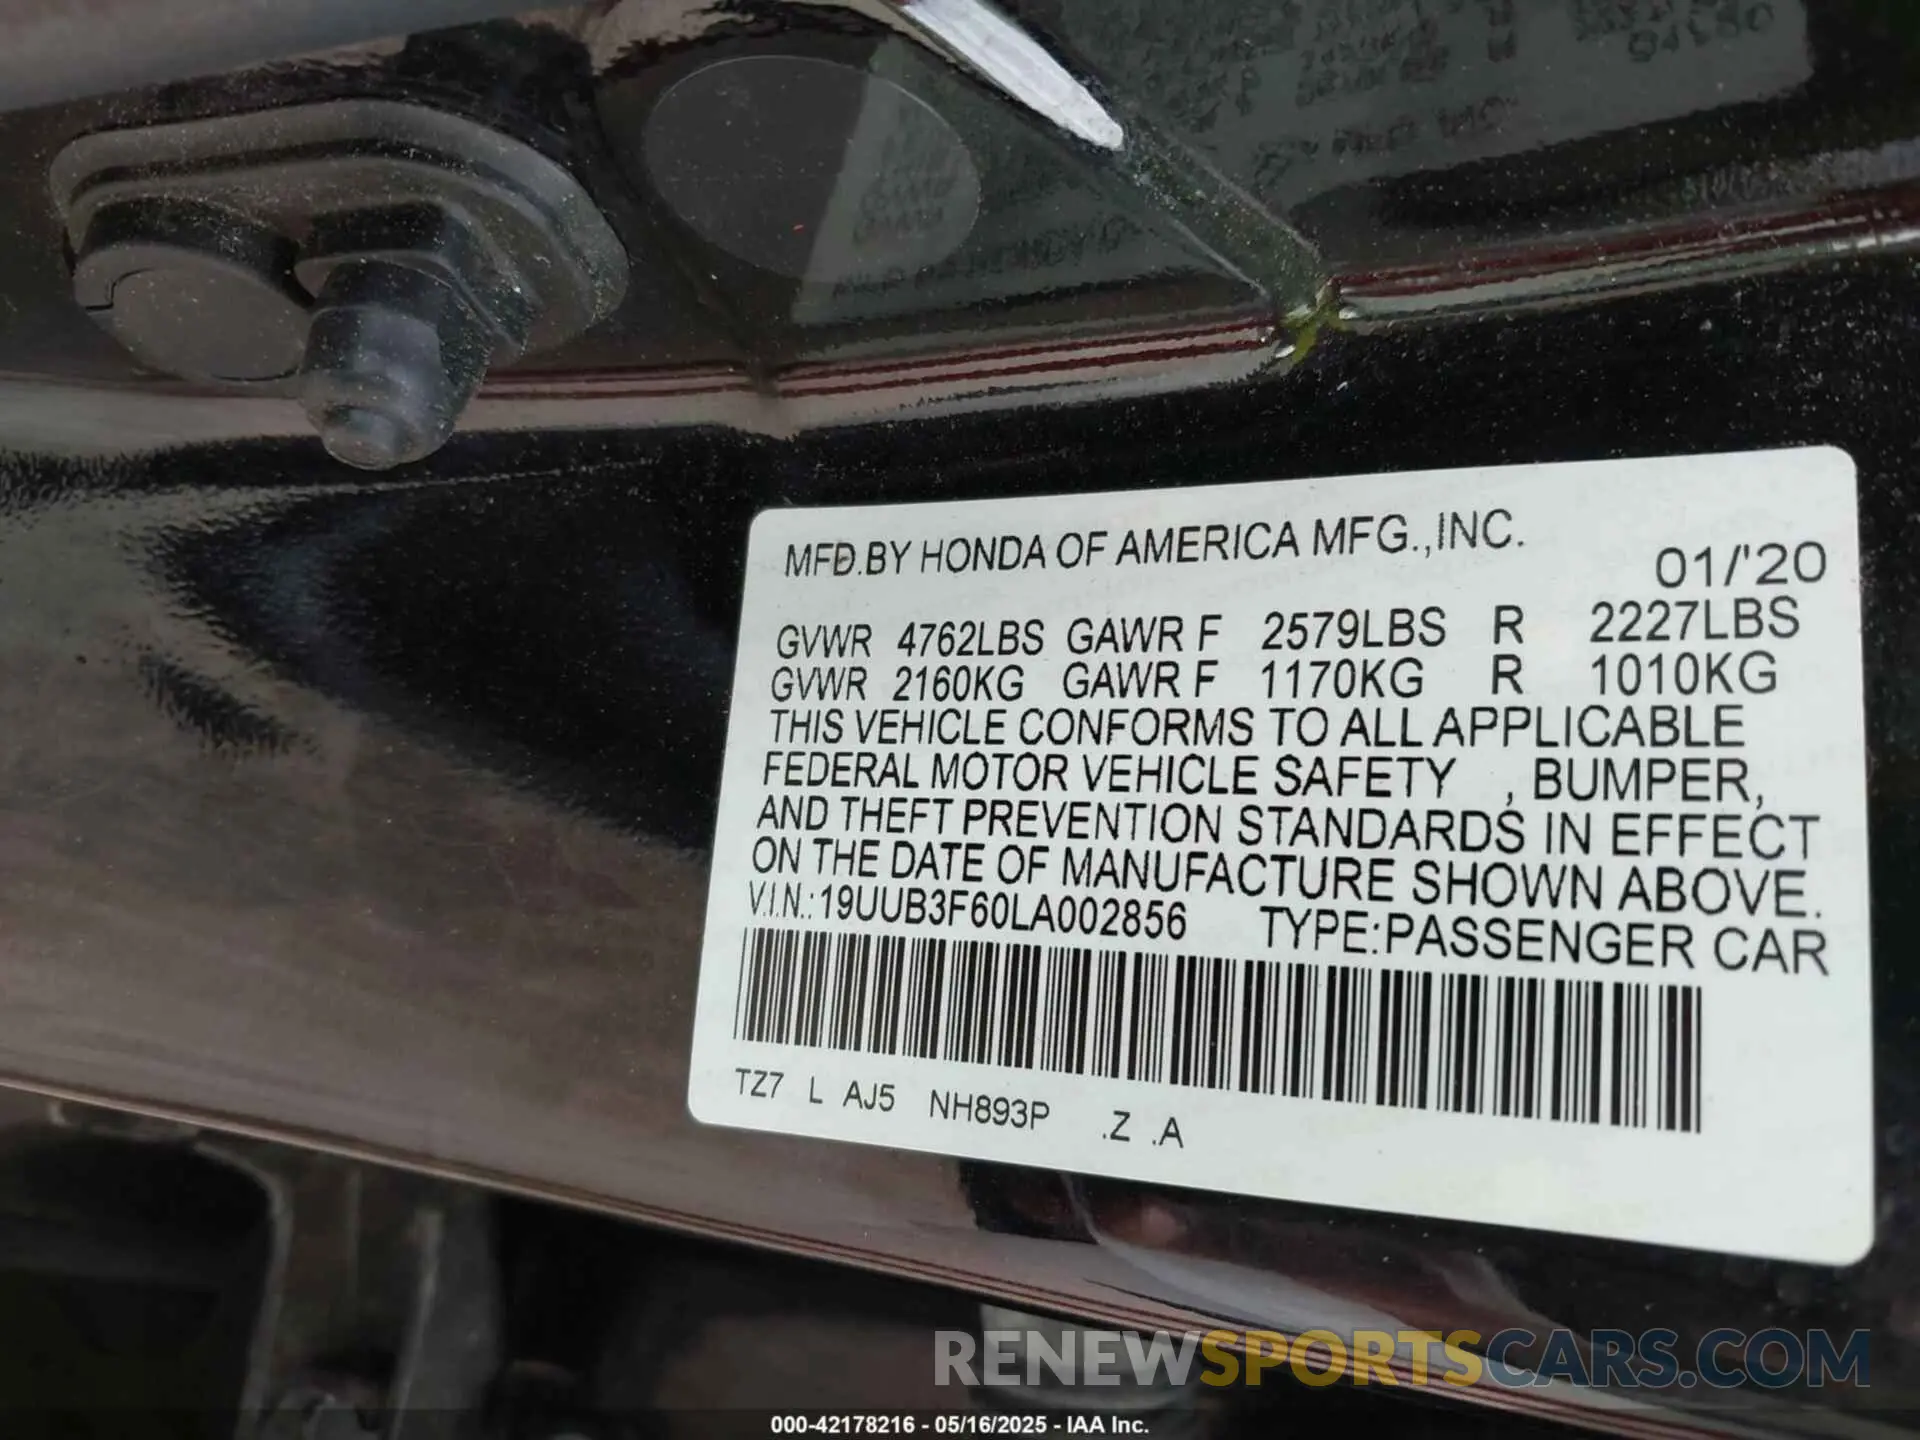 MFD.BY HONDA OF AMERICA MFG.,INC.
01/'20
GVWR 4762LBS GAWR F 2579LBS R 2227LBS
GVWR 2160KG GAWR F 1170KG R 1010KG
THIS VEHICLE CONFORMS TO ALL APPLICABLE
FEDERAL MOTOR VEHICLE SAFETY , BUMPER,
AND THEFT PREVENTION STANDARDS IN EFFECT
ON THE DATE OF MANUFACTURE SHOWN ABOVE.
V.I.N.:19UUB3F60LA002856 TYPE:PASSENGER CAR
TZ7 L AJ5 NH893P .Z .A
RENEWSPORTSCARS.COM
000-42178216 - 05/16/2025 - IAA Inc.